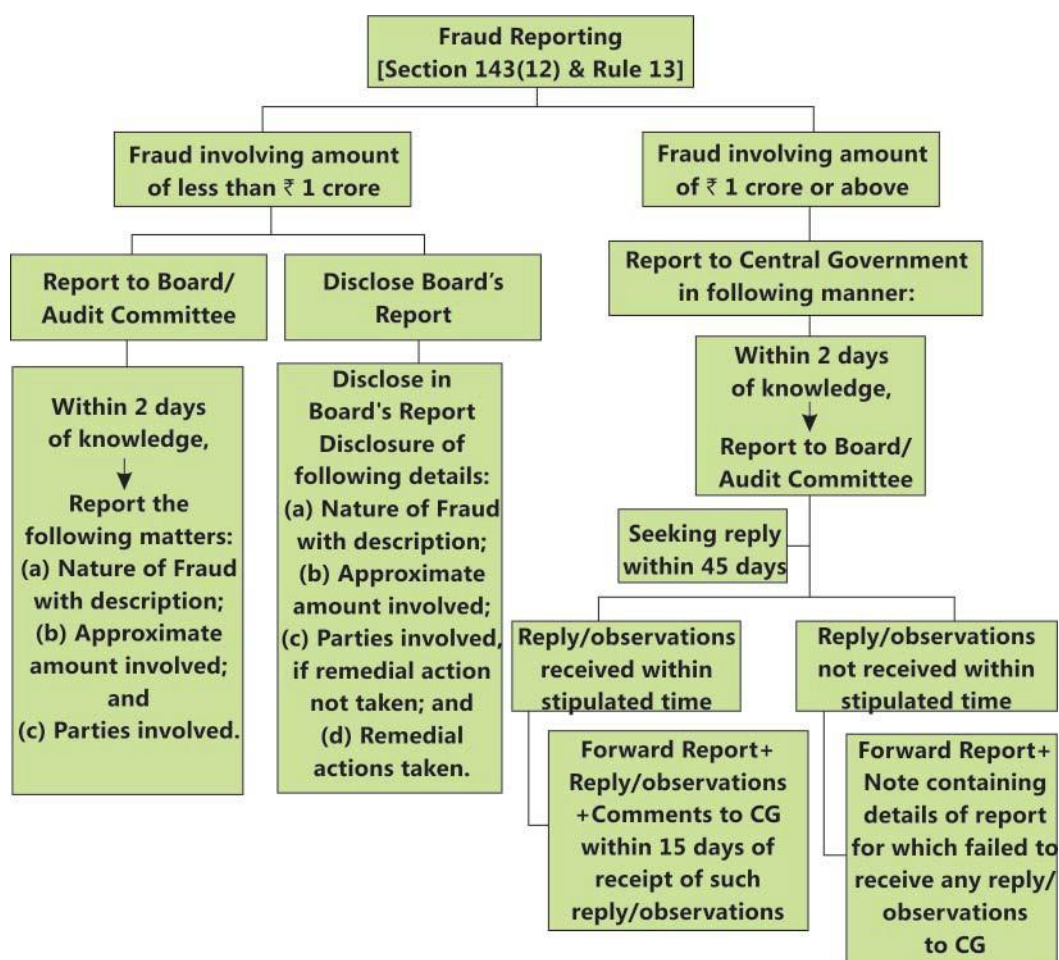 Fraud Reporting
[Section 143(12) & Rule 13]
Fraud involving amount
of less than ₹ 1 crore
Fraud involving amount
of ₹ 1 crore or above
Report to Board/
Audit Committee
Disclose Board's
Report
Report to Central Government
in following manner:
Within 2 days
of knowledge,
Report the
following matters:
(a) Nature of Fraud
with description;
(b) Approximate
amount involved;
and
(c) Parties involved.
Disclose in
Board's Report
Disclosure of
following details:
(a) Nature of Fraud
with description;
(b) Approximate
amount involved;
(c) Parties involved,
if remedial action
not taken; and
(d) Remedial
actions taken.
Within 2 days
of knowledge,
Report to Board/
Audit Committee
Seeking reply
within 45 days
Reply/observations
received within
stipulated time
Reply/observations
not received within
stipulated time
Forward Report+
Reply/observations
+Comments to CG
within 15 days of
receipt of such
reply/observations
Forward Report+
Note containing
details of report
for which failed to
receive any reply/
observations
to CG